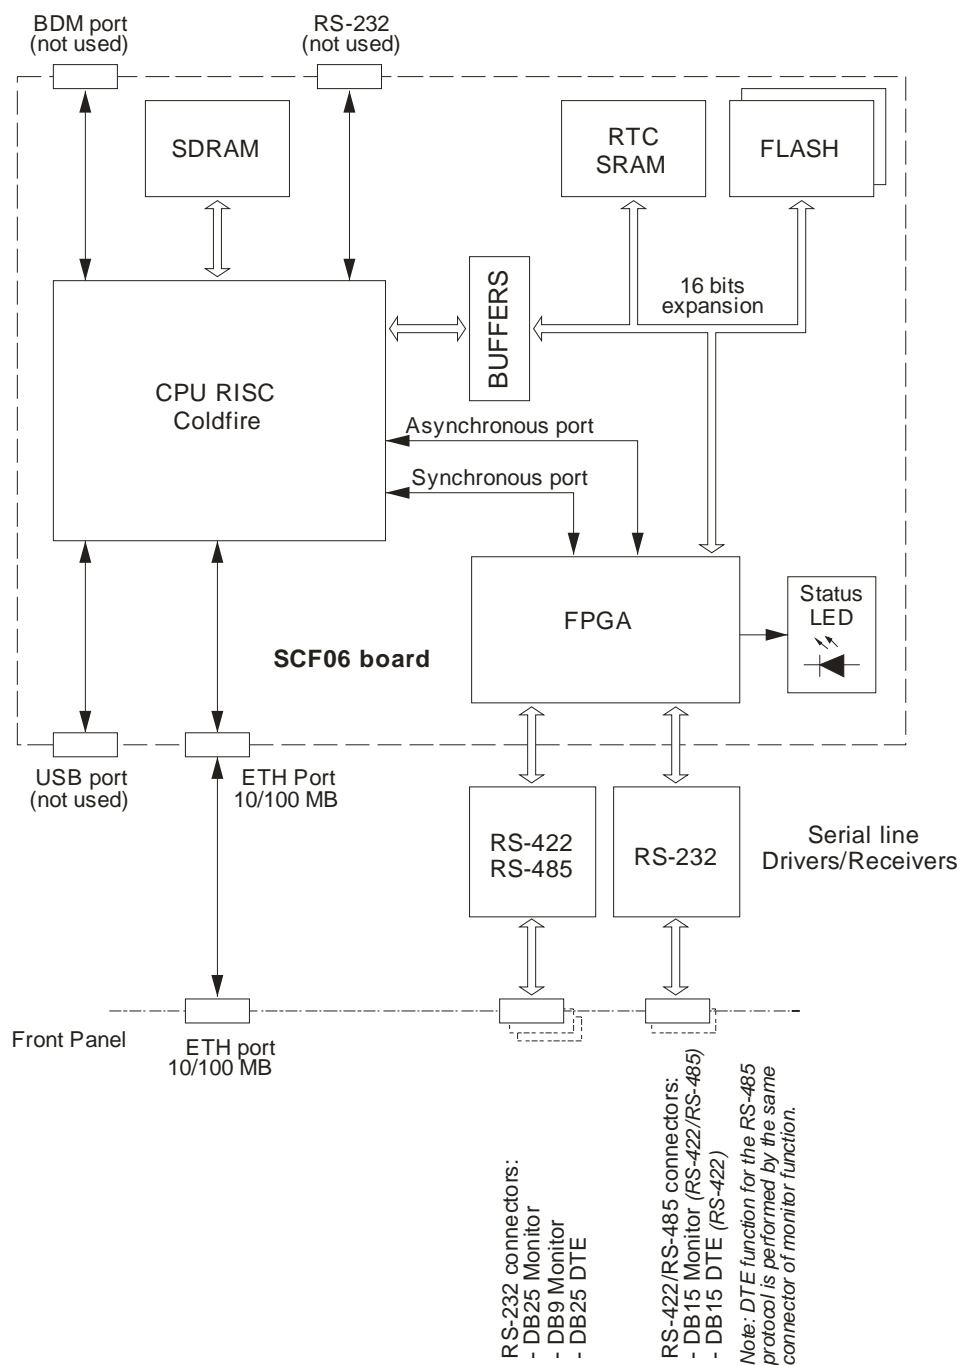 BDM port
(not used)
RS-232
(not used)
SDRAM
RTC
SRAM
FLASH
BUFFERS
16 bits
expansion
CPU RISC
Coldfire
Asynchronous port
Synchronous port
FPGA
Status
LED
SCF06 board
USB port
(not used)
ETH Port
10/100 MB
RS-422
RS-485
RS-232
Serial line
Drivers/Receivers
Front Panel
ETH port
10/100 MB
RS-232 connectors:
- DB25 Monitor
- DB9 Monitor
- DB25 DTE
RS-422/RS-485 connectors:
- DB15 Monitor (RS-422/RS-485)
- DB15 DTE (RS-422)
Note: DTE function for the RS-485
protocol is performed by the same
connector of monitor function.